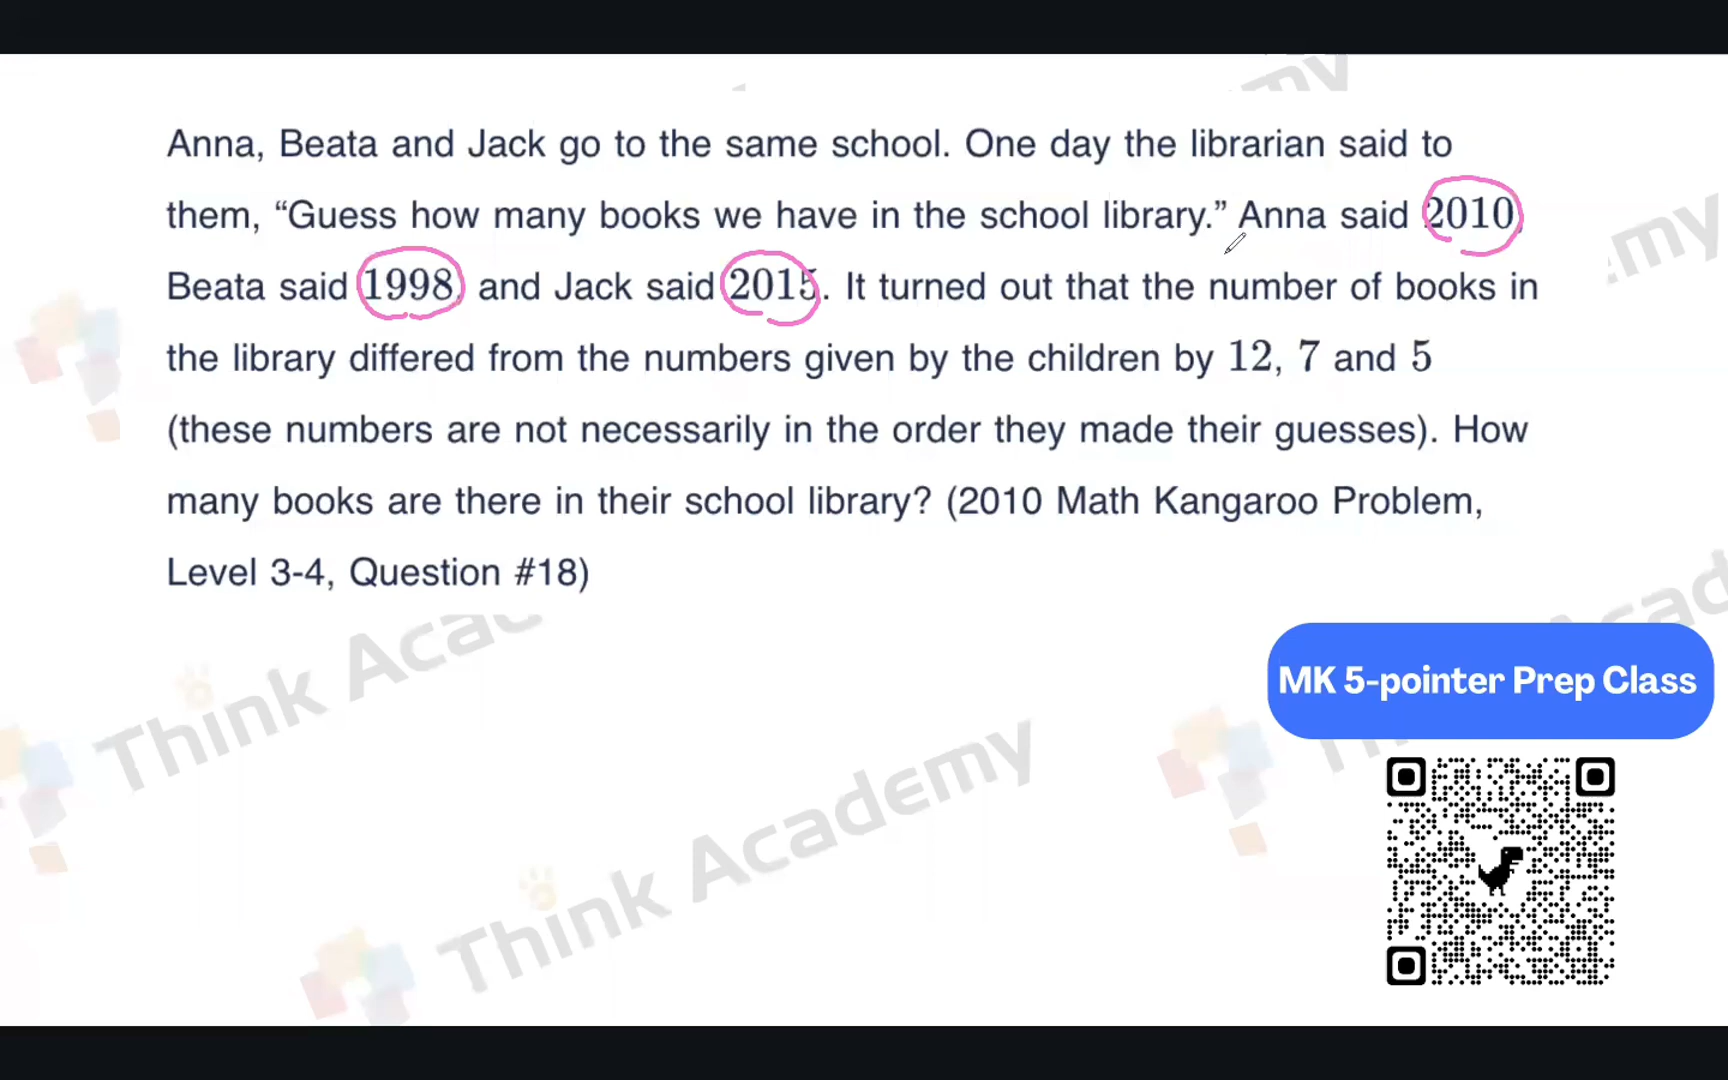 Anna, Beata and Jack go to the same school. One day the librarian said to
them, “Guess how many books we have in the school library.” Anna said 2010,
Beata said 1998, and Jack said 2015. It turned out that the number of books in
the library differed from the numbers given by the children by 12, 7 and 5
(these numbers are not necessarily in the order they made their guesses). How
many books are there in their school library? (2010 Math Kangaroo Problem,
Level 3-4, Question #18)
MK 5-pointer Prep Class
Think Academy